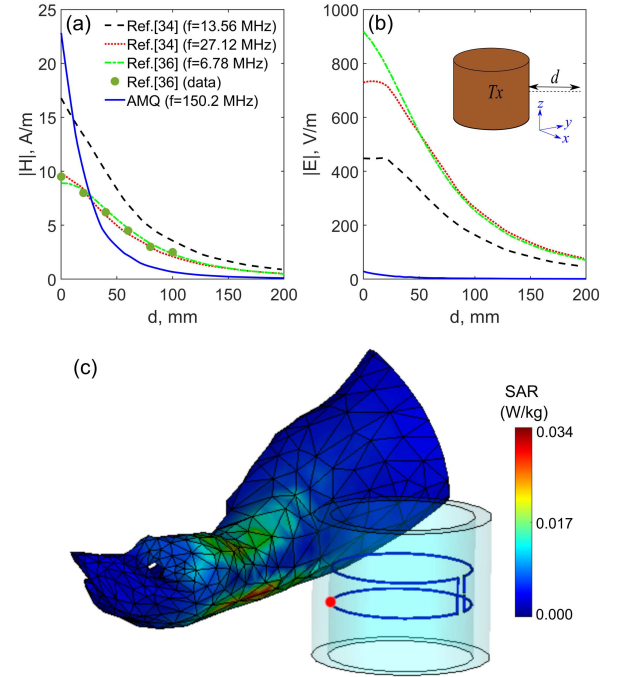 (a)
Ref.[34] (f=13.56 MHz)
Ref.[34] (f=27.12 MHz)
Ref.[36] (f=6.78 MHz)
Ref.[36] (data)
AMQ (f=150.2 MHz)
|H|, A/m
25
20
15
10
5
0
0 50 100 150 200
d, mm
(b)
Tx
d
z
y
x
|E|, V/m
1000
800
600
400
200
0
0 50 100 150 200
d, mm
(c)
SAR
(W/kg)
0.034
0.017
0.000